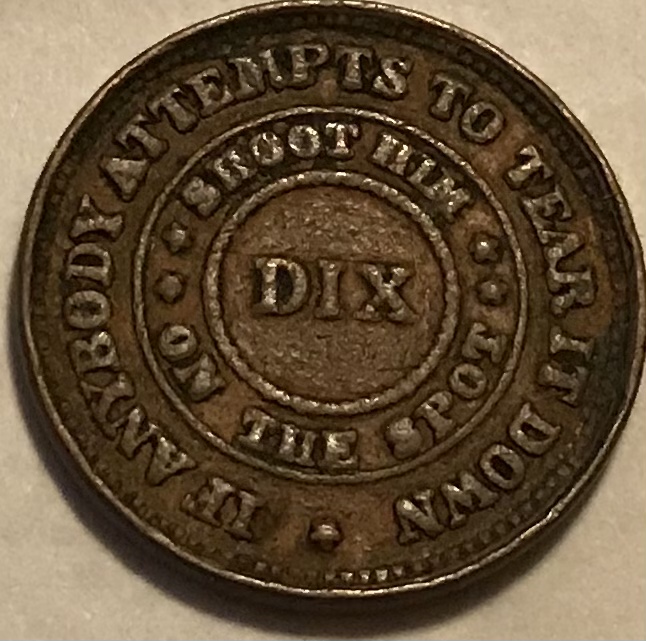 IF ANYBODY ATTEMPTS TO TEAR IT DOWN
SHOOT HIM
ON THE SPOT
DIX